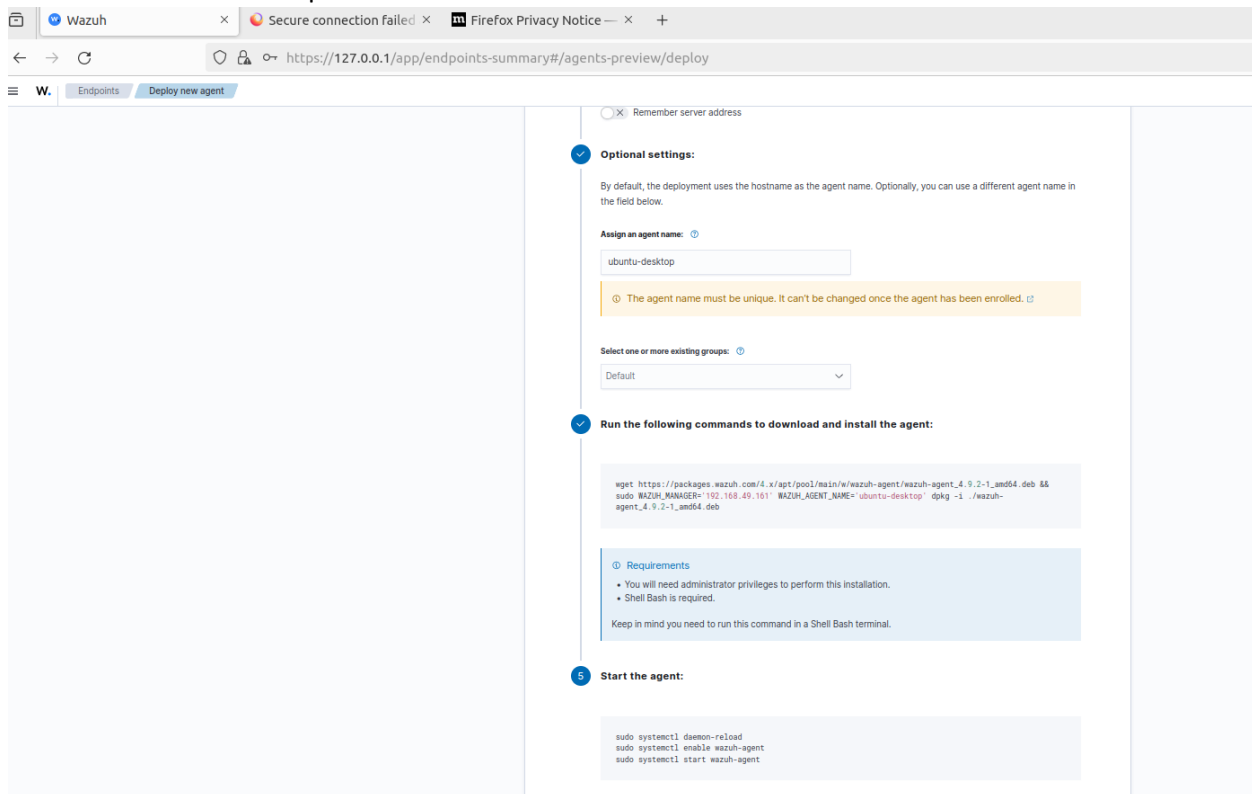 Wazuh
Secure connection failed
Firefox Privacy Notice —
https://127.0.0.1/app/endpoints-summary#/agents-preview/deploy
W. Endpoints Deploy new agent
Remember server address
Optional settings:
By default, the deployment uses the hostname as the agent name. Optionally, you can use a different agent name in
the field below.
Assign an agent name:
ubuntu-desktop
The agent name must be unique. It can't be changed once the agent has been enrolled.
Select one or more existing groups:
Default
Run the following commands to download and install the agent:
wget https://packages.wazuh.com/4.x/apt/pool/main/w/wazuh-agent/wazuh-agent_4.9.2-1_amd64.deb &&
sudo WAZUH_MANAGER='192.168.49.161' WAZUH_AGENT_NAME='ubuntu-desktop' dpkg -i ./wazuh-
agent_4.9.2-1_amd64.deb
Requirements
• You will need administrator privileges to perform this installation.
• Shell Bash is required.
Keep in mind you need to run this command in a Shell Bash terminal.
5 Start the agent:
sudo systemctl daemon-reload
sudo systemctl enable wazuh-agent
sudo systemctl start wazuh-agent